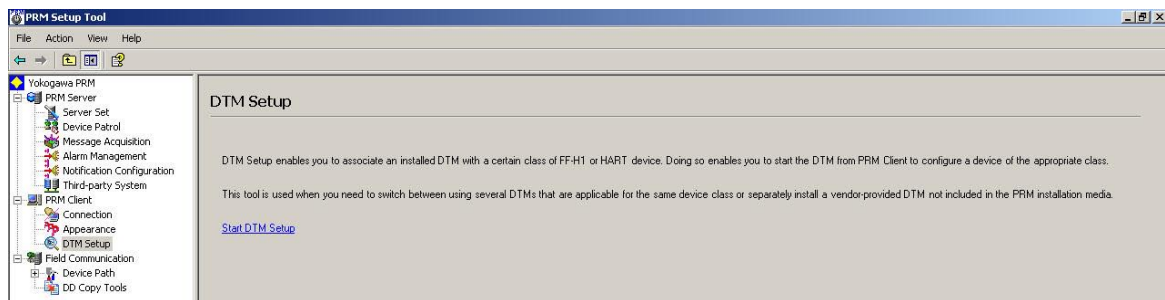 PRM Setup Tool
File Action View Help
Yokogawa PRM
PRM Server
Server Set
Device Patrol
Message Acquisition
Alarm Management
Notification Configuration
Third-party System
PRM Client
Connection
Appearance
DTM Setup
Field Communication
Device Path
DD Copy Tools
DTM Setup
DTM Setup enables you to associate an installed DTM with a certain class of FF-H1 or HART device. Doing so enables you to start the DTM from PRM Client to configure a device of the appropriate class.
This tool is used when you need to switch between using several DTMs that are applicable for the same device class or separately install a vendor-provided DTM not included in the PRM installation media.
Start DTM Setup